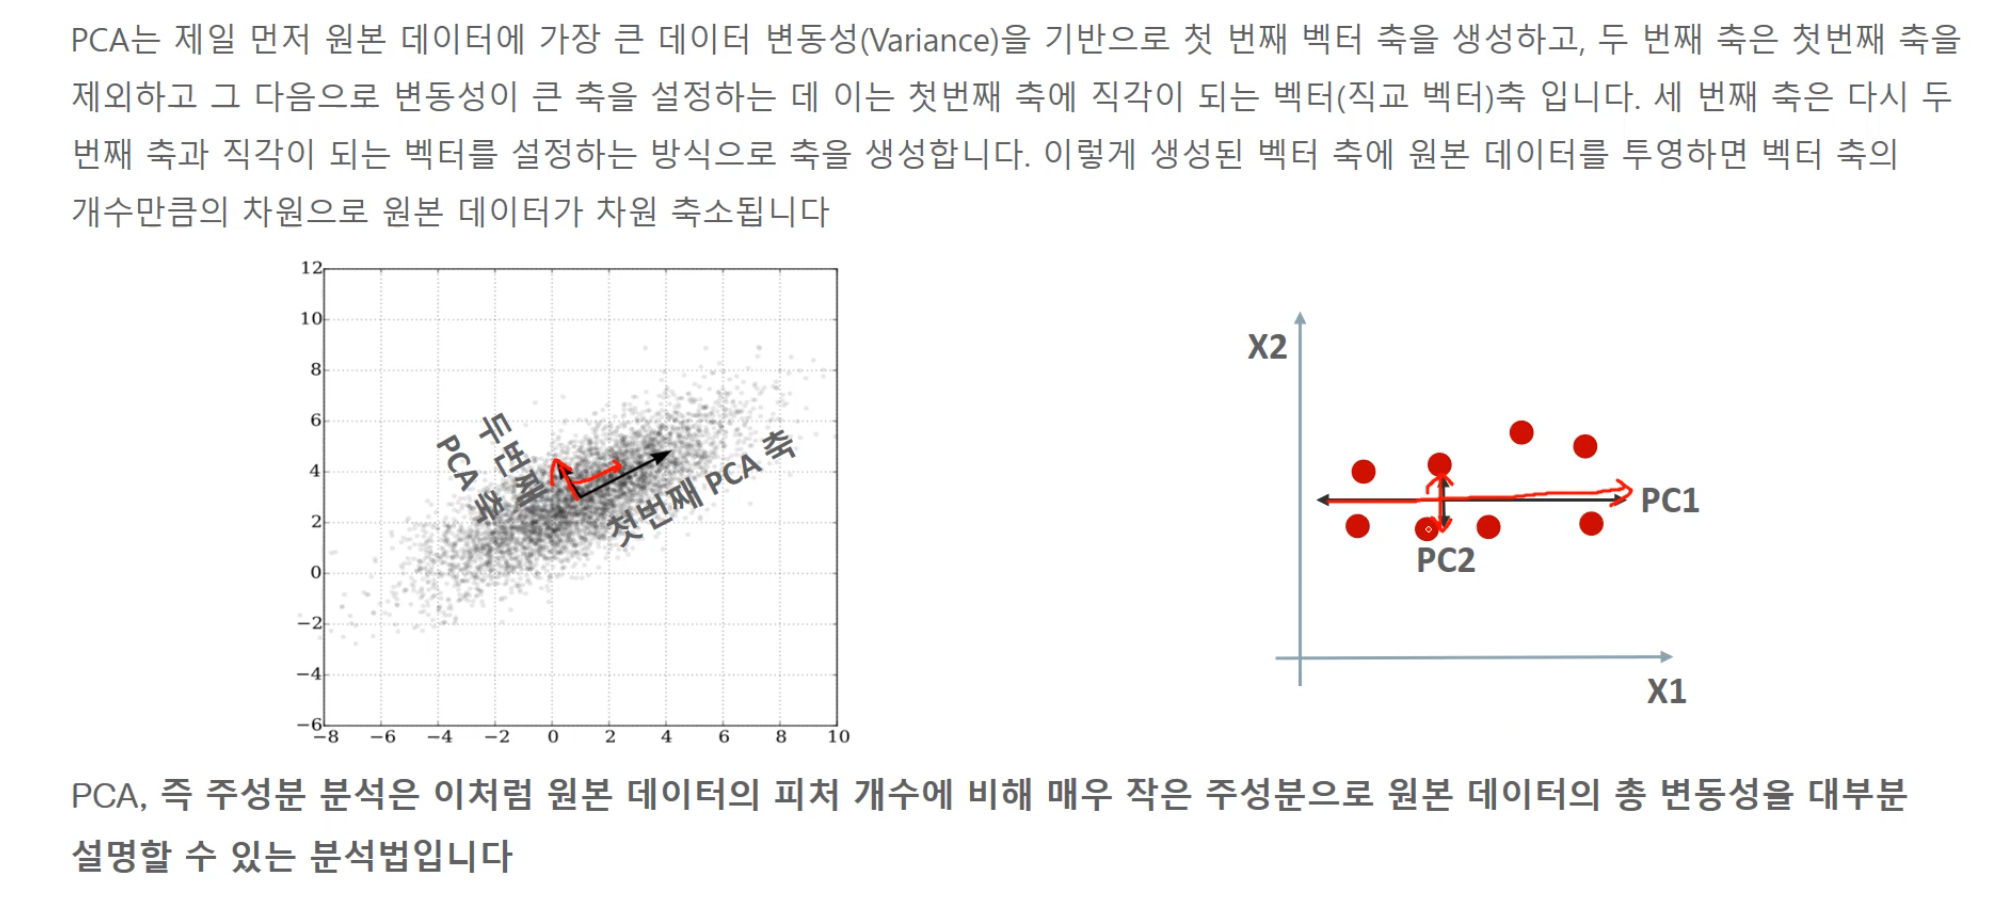 PCA는 제일 먼저 원본 데이터에 가장 큰 데이터 변동성(Variance)을 기반으로 첫 번째 벡터 축을 생성하고, 두 번째 축은 첫번째 축을
제외하고 그 다음으로 변동성이 큰 축을 설정하는 데 이는 첫번째 축에 직각이 되는 벡터(직교 벡터)축 입니다. 세 번째 축은 다시 두
번째 축과 직각이 되는 벡터를 설정하는 방식으로 축을 생성합니다. 이렇게 생성된 벡터 축에 원본 데이터를 투영하면 벡터 축의
개수만큼의 차원으로 원본 데이터가 차원 축소됩니다
12
10
8
6
4
2
0
−2
−4
−6
−8 −6 −4 −2 0 2 4 6 8 10
두번째
PCA 축
첫번째 PCA 축
X2
PC1
PC2
X1
PCA, 즉 주성분 분석은 이처럼 원본 데이터의 피처 개수에 비해 매우 작은 주성분으로 원본 데이터의 총 변동성을 대부분
설명할 수 있는 분석법입니다